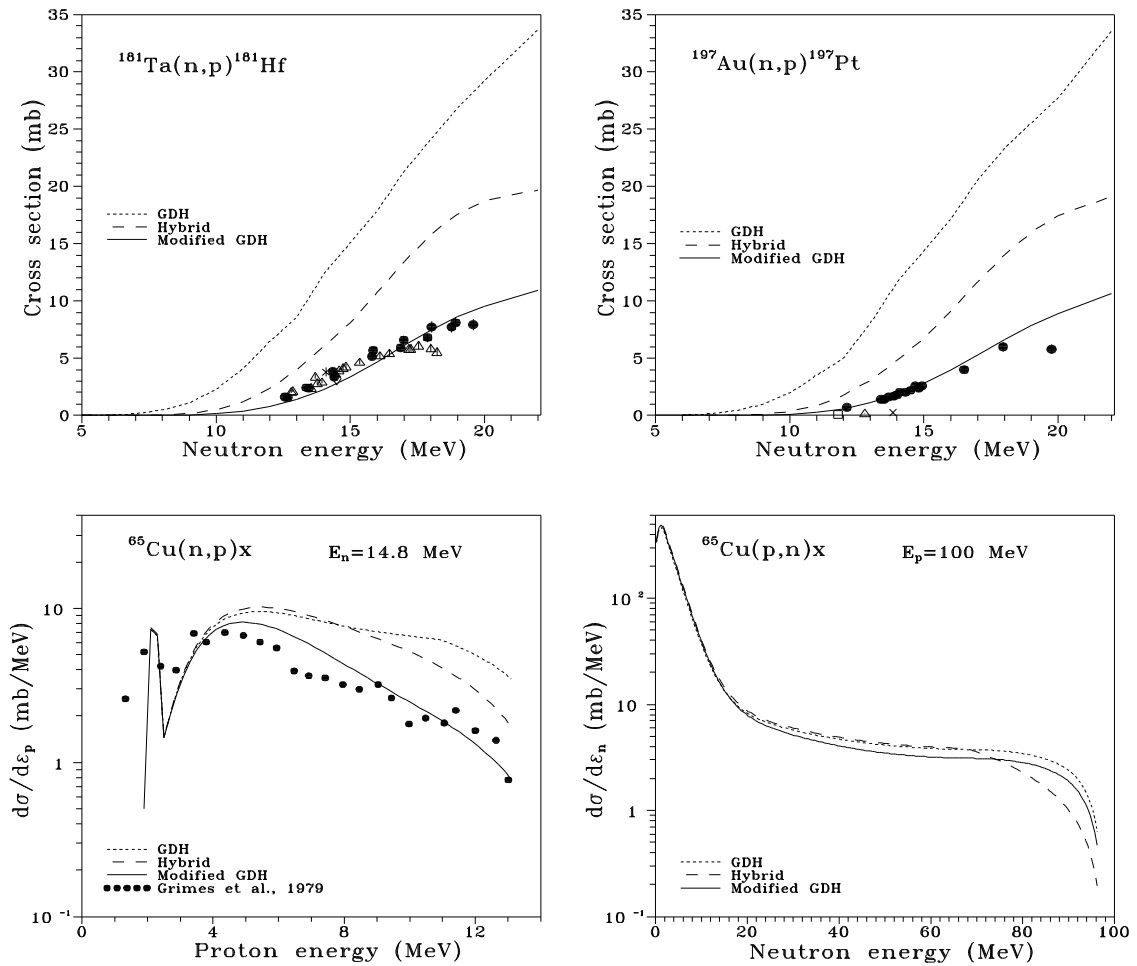 35
30
25
20
15
10
5
0
Cross section (mb)
¹⁸¹Ta(n,p)¹⁸¹Hf
GDH
Hybrid
Modified GDH
5 10 15 20
Neutron energy (MeV)
35
30
25
20
15
10
5
0
Cross section (mb)
¹⁹⁷Au(n,p)¹⁹⁷Pt
GDH
Hybrid
Modified GDH
5 10 15 20
Neutron energy (MeV)
10
1
10⁻¹
dσ/dεₚ (mb/MeV)
⁶⁵Cu(n,p)x Eₙ=14.8 MeV
GDH
Hybrid
Modified GDH
Grimes et al., 1979
0 4 8 12
Proton energy (MeV)
10²
10
1
10⁻¹
dσ/dεₙ (mb/MeV)
⁶⁵Cu(p,n)x Eₚ=100 MeV
GDH
Hybrid
Modified GDH
0 20 40 60 80 100
Neutron energy (MeV)